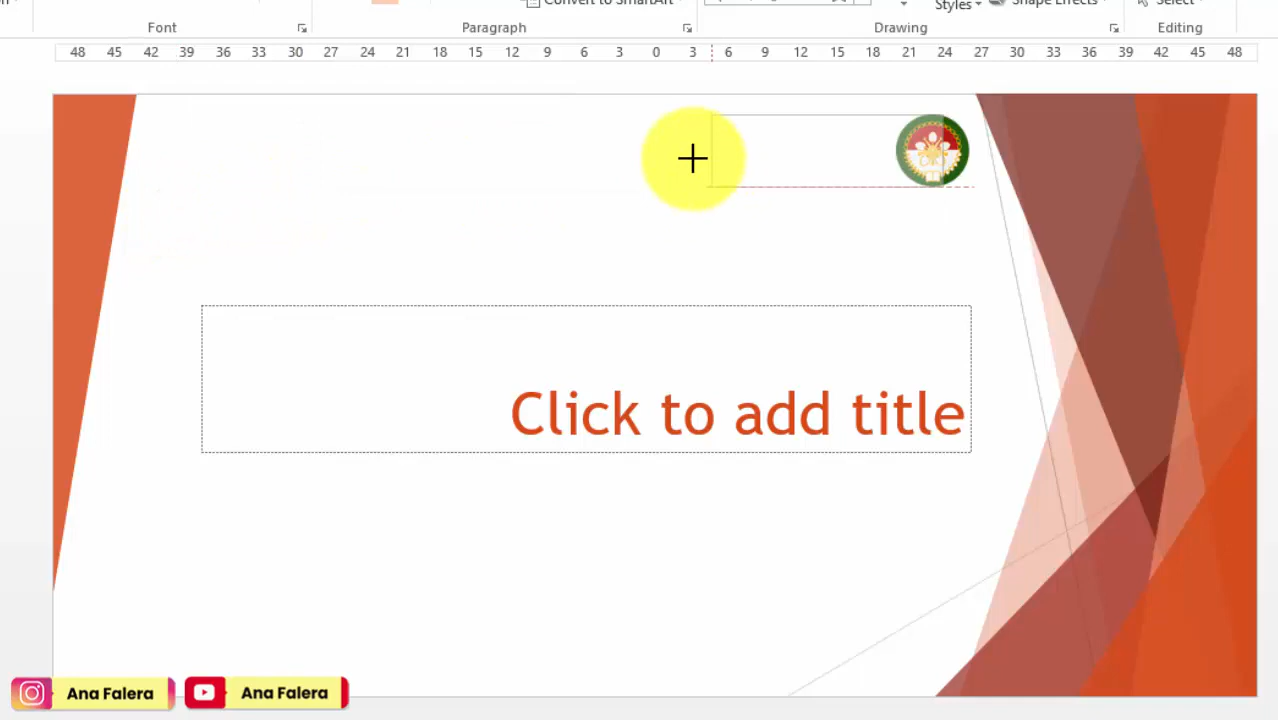 Convert to SmartArt
Styles
Shape Effects
Select
Font
Paragraph
Drawing
Editing
48 45 42 39 36 33 30 27 24 21 18 15 12 9 6 3 0 3 6 9 12 15 18 21 24 27 30 33 36 39 42 45 48
Click to add title
Ana Falera
Ana Falera